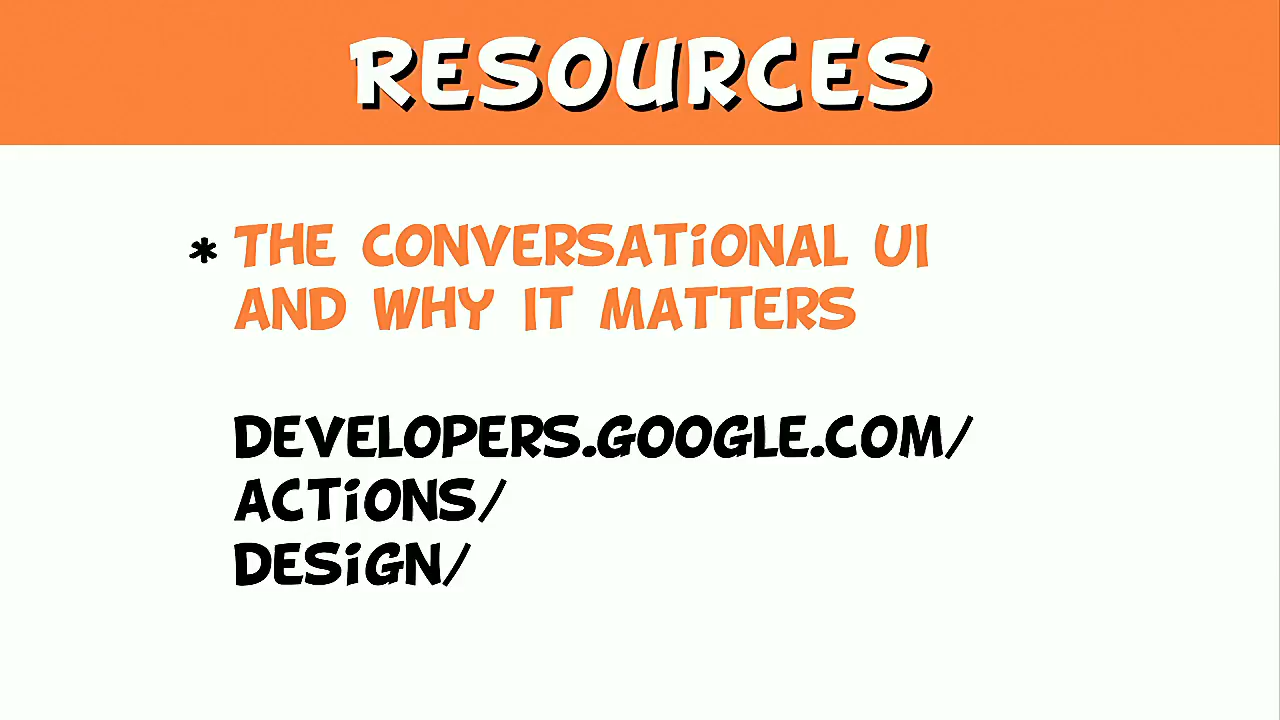 RESOURCES
* THE CONVERSATIONAL UI
AND WHY IT MATTERS
DEVELOPERS.GOOGLE.COM/
ACTIONS/
DESIGN/